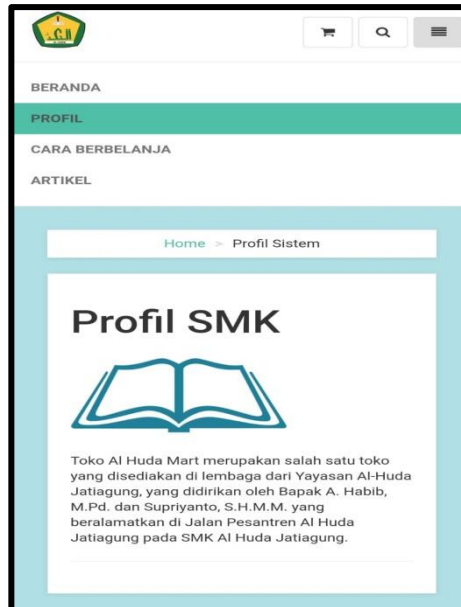 BERANDA
PROFIL
CARA BERBELANJA
ARTIKEL
Home > Profil Sistem
Profil SMK
Toko Al Huda Mart merupakan salah satu toko
yang disediakan di lembaga dari Yayasan Al-Huda
Jatiagung, yang didirikan oleh Bapak A. Habib,
M.Pd. dan Supriyanto, S.H.M.M. yang
beralamatkan di Jalan Pesantren Al Huda
Jatiagung pada SMK Al Huda Jatiagung.